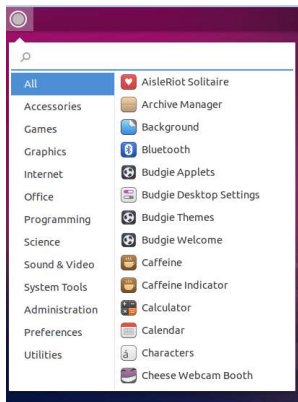 All
Accessories
Games
Graphics
Internet
Office
Programming
Science
Sound & Video
System Tools
Administration
Preferences
Utilities
AisleRiot Solitaire
Archive Manager
Background
Bluetooth
Budgie Applets
Budgie Desktop Settings
Budgie Themes
Budgie Welcome
Caffeine
Caffeine Indicator
Calculator
Calendar
á Characters
Cheese Webcam Booth